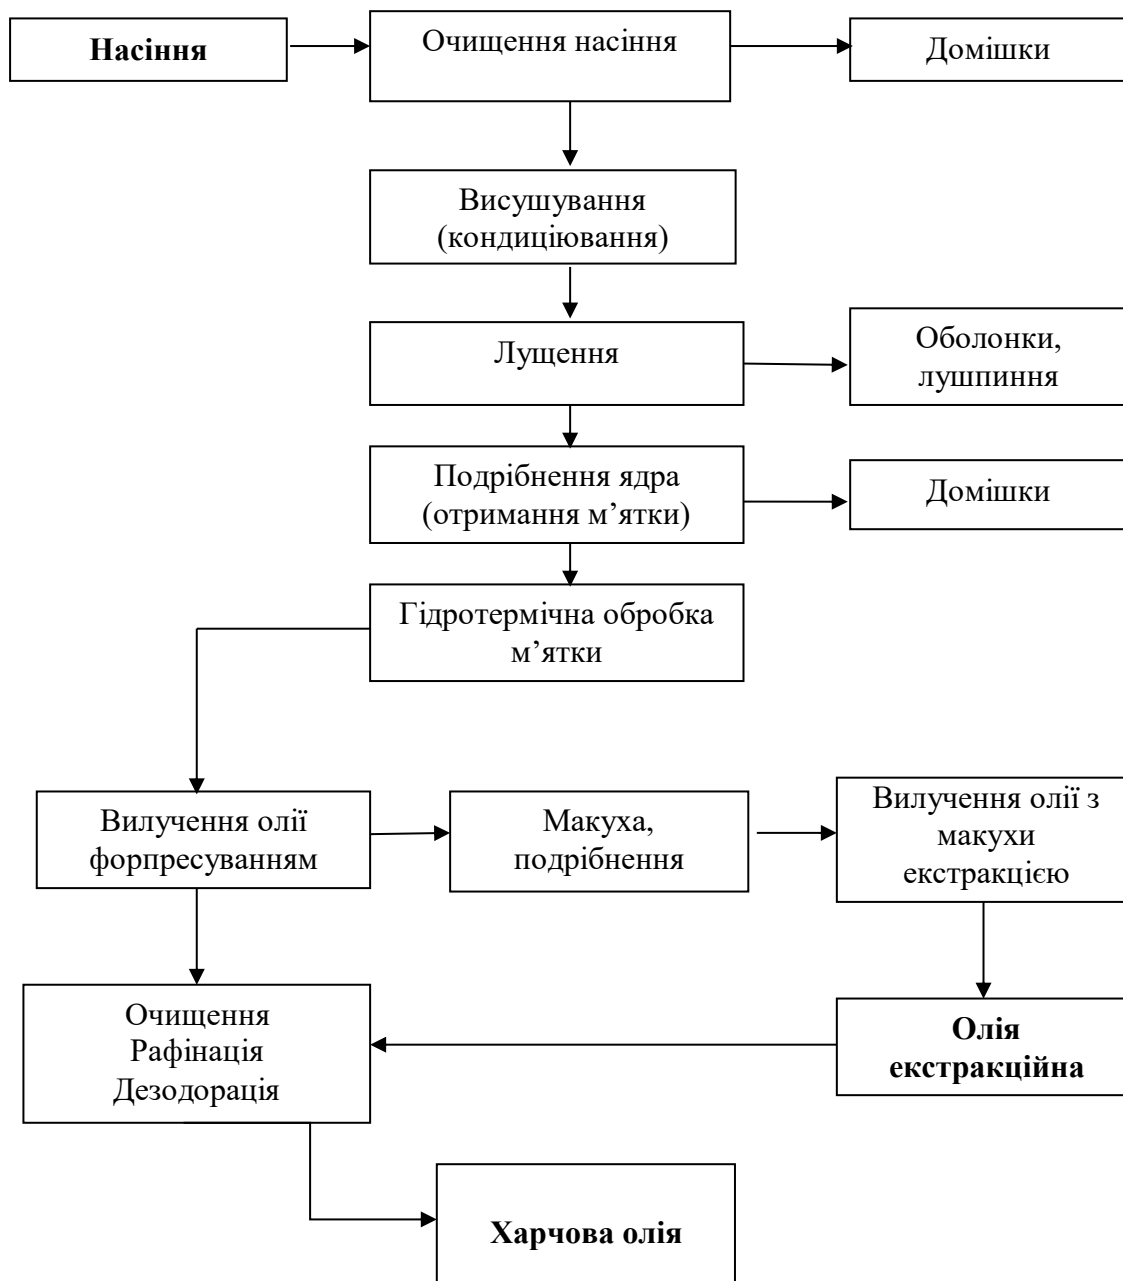 Насіння
Очищення насіння
Домішки
Висушування
(кондиціювання)
Лущення
Оболонки,
лушпиння
Подрібнення ядра
(отримання м’ятки)
Домішки
Гідротермічна обробка
м’ятки
Вилучення олії
форпресуванням
Макуха,
подрібнення
Вилучення олії з
макухи
екстракцією
Очищення
Рафінація
Дезодорація
Олія
екстракційна
Харчова олія